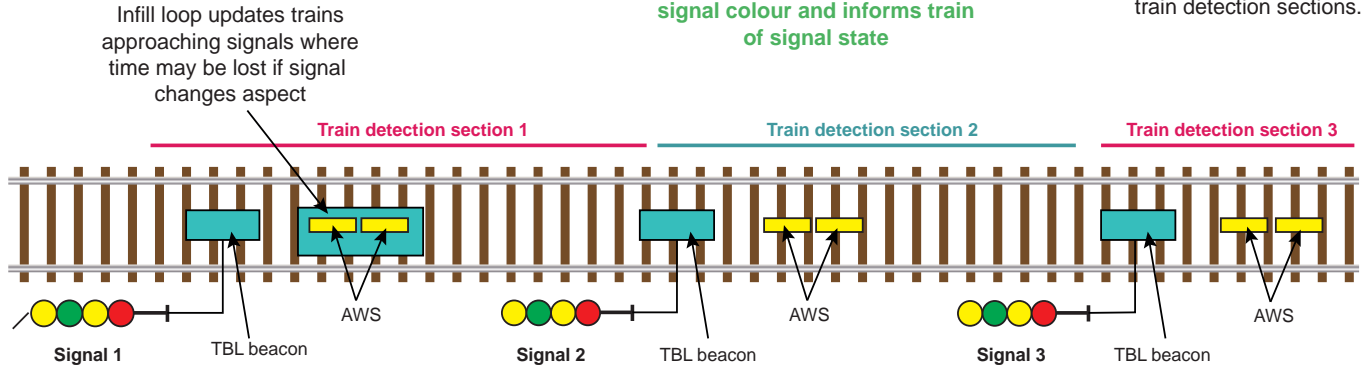 Infill loop updates trains
approaching signals where
time may be lost if signal
changes aspect
signal colour and informs train
of signal state
train detection sections.
Train detection section 1
Train detection section 2
Train detection section 3
AWS
AWS
AWS
Signal 1
TBL beacon
Signal 2
TBL beacon
Signal 3
TBL beacon